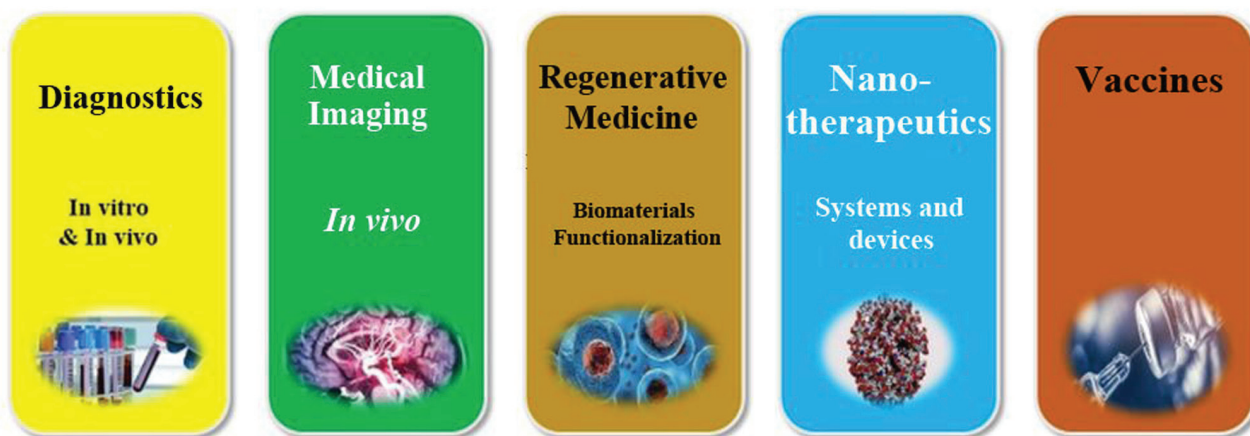 Diagnostics
In vitro
& In vivo
Medical
Imaging
In vivo
Regenerative
Medicine
Biomaterials
Functionalization
Nano-
therapeutics
Systems and
devices
Vaccines